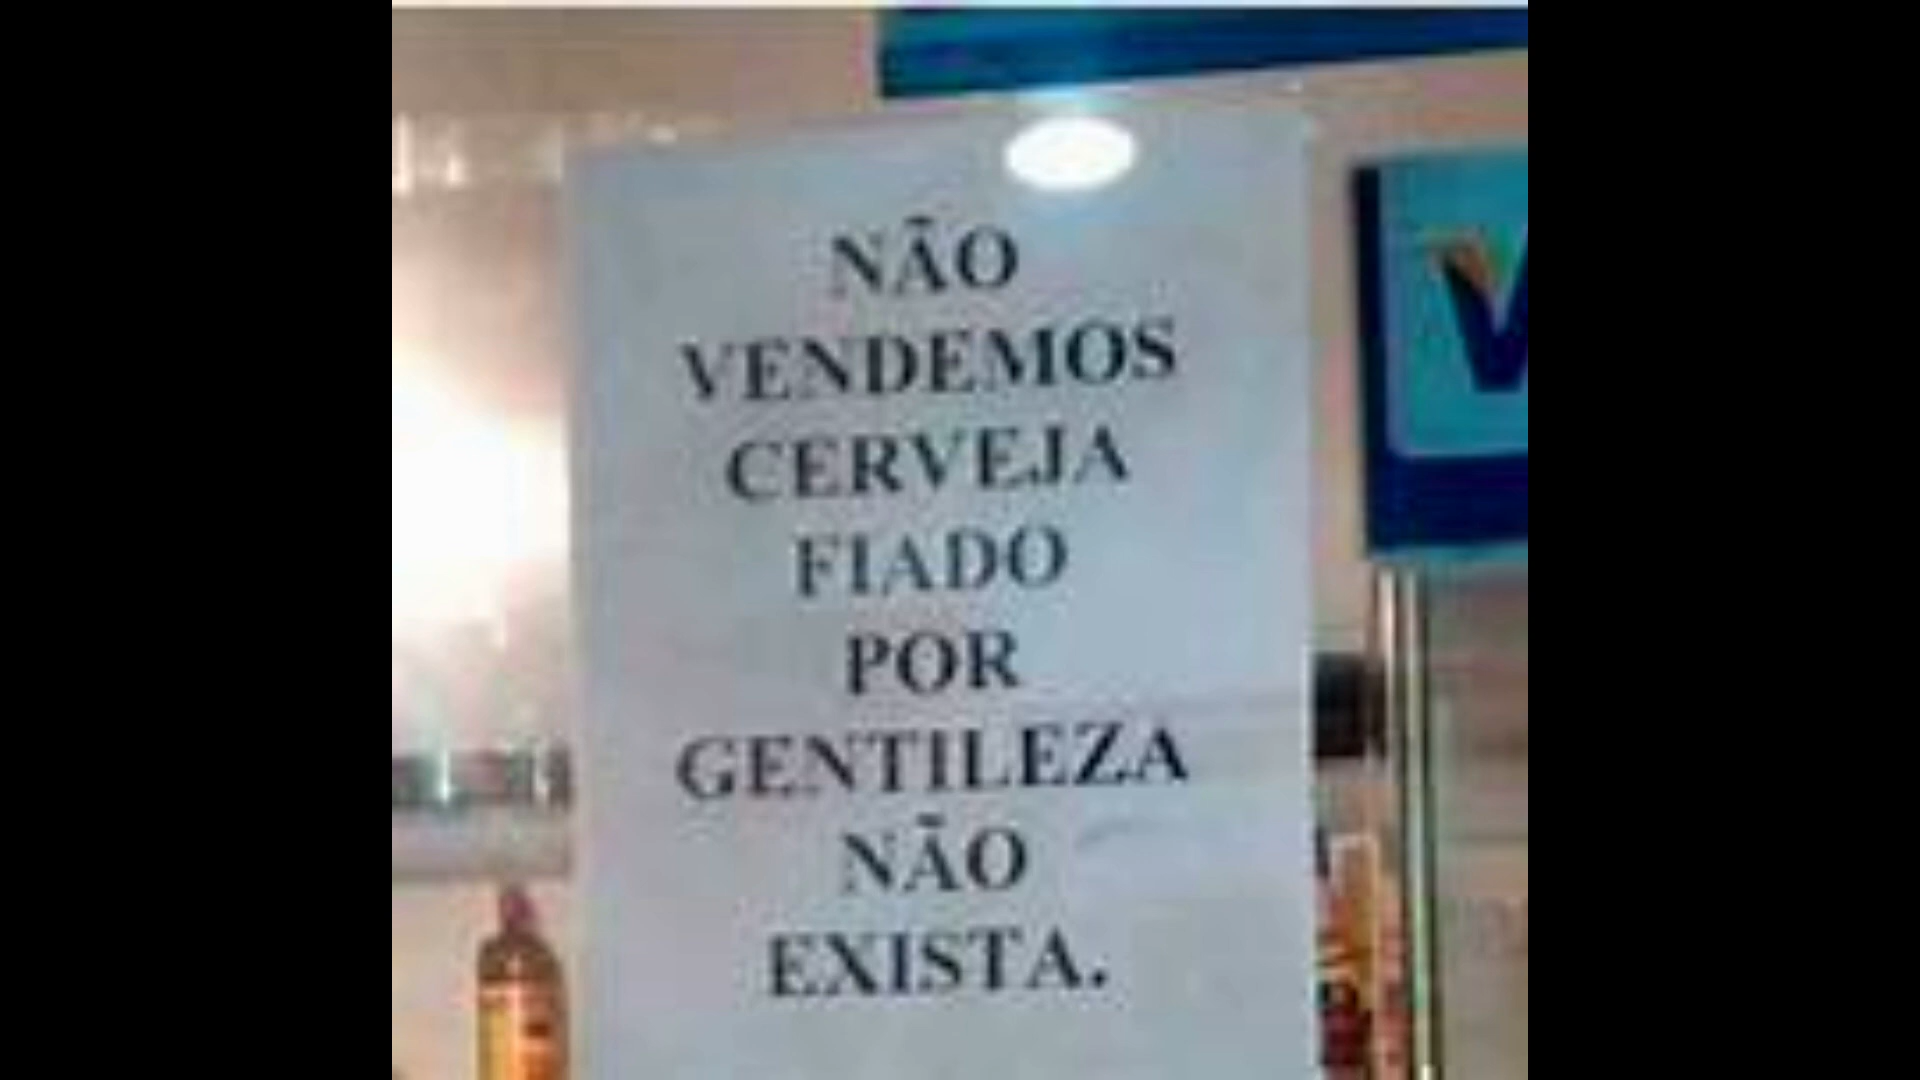 NÃO
VENDEMOS
CERVEJA
FIADO
POR
GENTILEZA
NÃO
EXISTA.